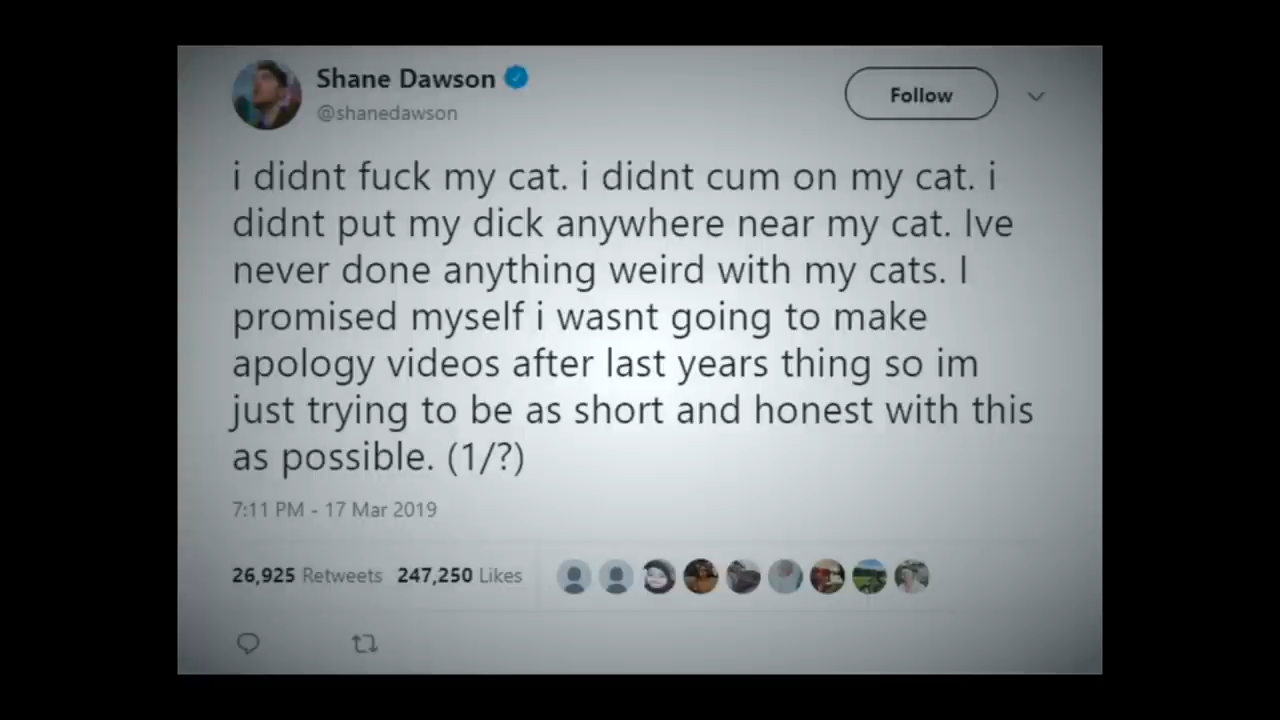 Shane Dawson
@shanedawson
Follow
i didnt fuck my cat. i didnt cum on my cat. i
didnt put my dick anywhere near my cat. Ive
never done anything weird with my cats. I
promised myself i wasnt going to make
apology videos after last years thing so im
just trying to be as short and honest with this
as possible. (1/?)
7:11 PM - 17 Mar 2019
26,925 Retweets 247,250 Likes